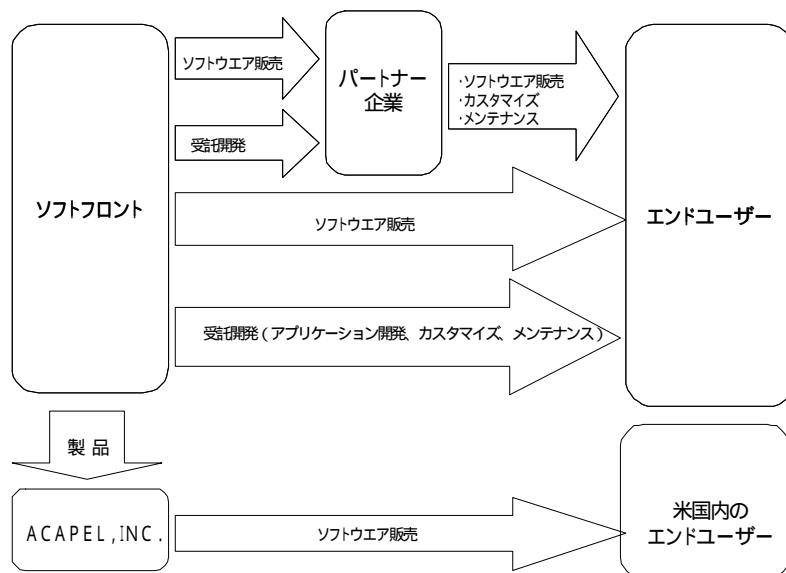 ソフトウエア販売
パートナー
企業
・ソフトウエア販売
・カスタマイズ
・メンテナンス
受託開発
ソフトフロント
エンドユーザー
ソフトウエア販売
受託開発（アプリケーション開発、カスタマイズ、メンテナンス）
製 品
ACAPEL,INC.
ソフトウエア販売
米国内の
エンドユーザー